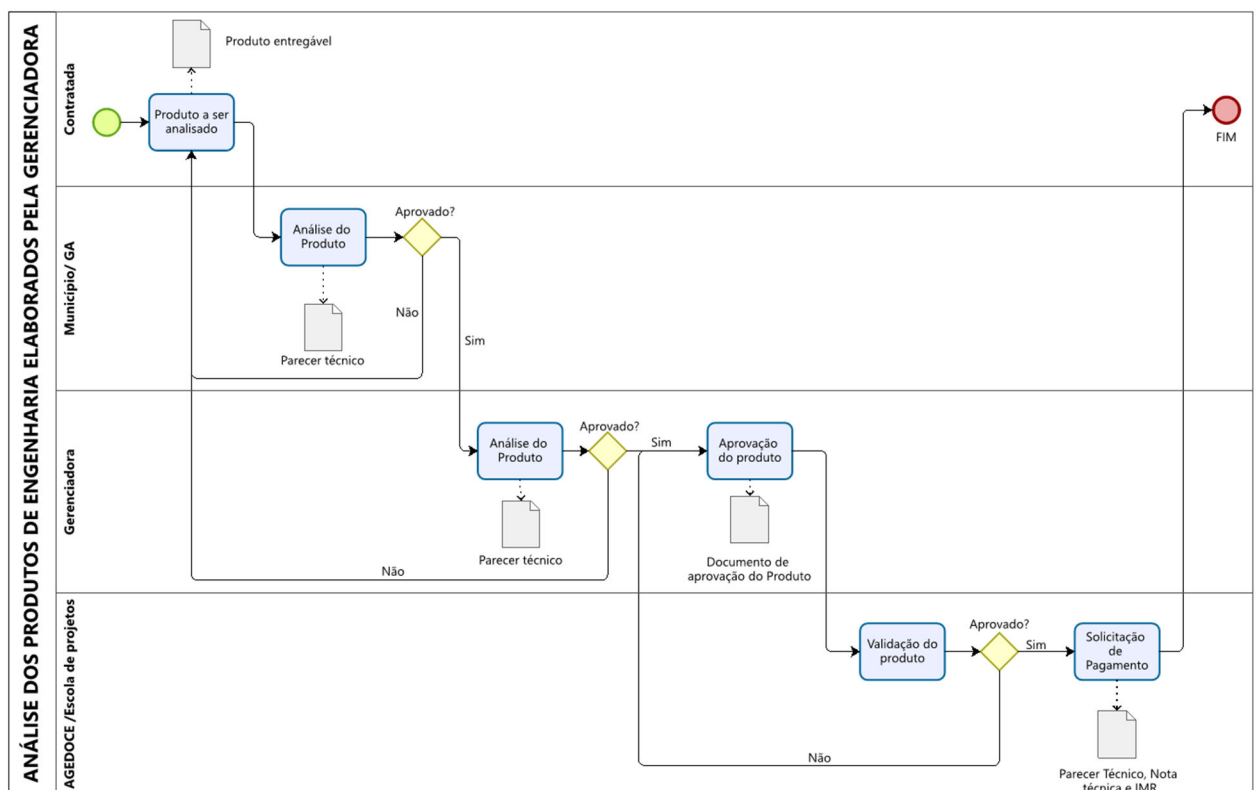 ANÁLISE DOS PRODUTOS DE ENGENHARIA ELABORADOS PELA GERENCIADORA
Contratada
Produto entregável
Produto a ser
analisado
FIM
Município/ GA
Análise do
Produto
Aprovado?
Não
Sim
Parecer técnico
Gerenciadora
Análise do
Produto
Aprovado?
Sim
Aprovação
do produto
Parecer técnico
Documento de
aprovação do Produto
Não
AGEDOCE /Escola de projetos
Validação do
produto
Aprovado?
Sim
Solicitação
de
Pagamento
Não
Parecer Técnico, Nota
técnica e IMR